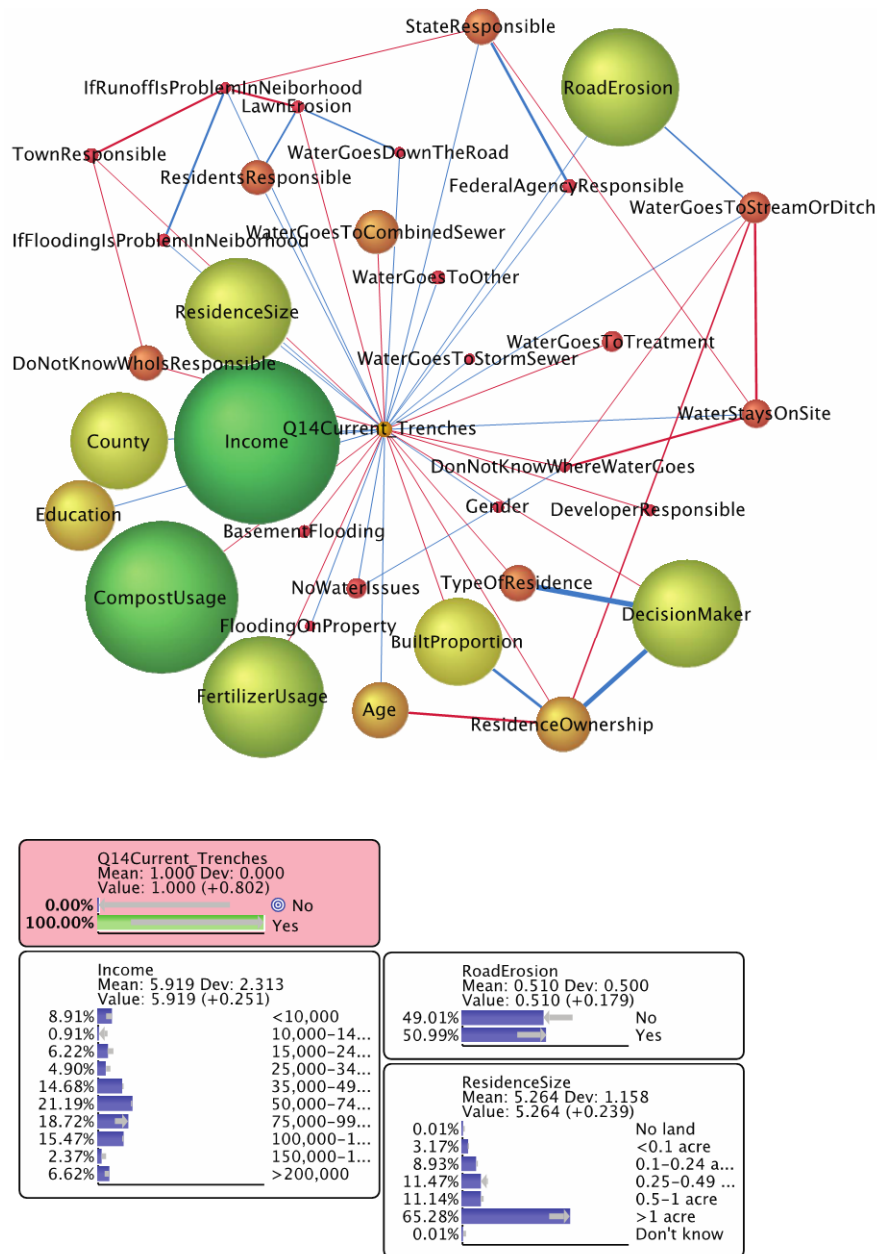 StateResponsible
RoadErosion
IfRunoffIsProblemInNeiborhood
LawnErosion
TownResponsible
WaterGoesDownTheRoad
ResidentsResponsible
FederalAgencyResponsible
WaterGoesToStreamOrDitch
IfFloodingIsProblemInNeiborhood
WaterGoesToCombinedSewer
WaterGoesToOther
ResidenceSize
WaterGoesToTreatment
DoNotKnowWhoIsResponsible
WaterGoesToStormSewer
WaterStaysOnSite
Q14Current_Trenches
County
Income
DonNotKnowWhereWaterGoes
Education
Gender
DeveloperResponsible
BasementFlooding
CompostUsage
NoWaterIssues
TypeOfResidence
DecisionMaker
FloodingOnProperty
BuiltProportion
FertilizerUsage
Age
ResidenceOwnership
Q14Current_Trenches
Mean: 1.000 Dev: 0.000
Value: 1.000 (+0.802)
0.00% No
100.00% Yes
Income
Mean: 5.919 Dev: 2.313
Value: 5.919 (+0.251)
8.91% <10,000
0.91% 10,000-14...
6.22% 15,000-24...
4.90% 25,000-34...
14.68% 35,000-49...
21.19% 50,000-74...
18.72% 75,000-99...
15.47% 100,000-1...
2.37% 150,000-1...
6.62% >200,000
RoadErosion
Mean: 0.510 Dev: 0.500
Value: 0.510 (+0.179)
49.01% No
50.99% Yes
ResidenceSize
Mean: 5.264 Dev: 1.158
Value: 5.264 (+0.239)
0.01% No land
3.17% <0.1 acre
8.93% 0.1-0.24 a...
11.47% 0.25-0.49 ...
11.14% 0.5-1 acre
65.28% >1 acre
0.01% Don't know